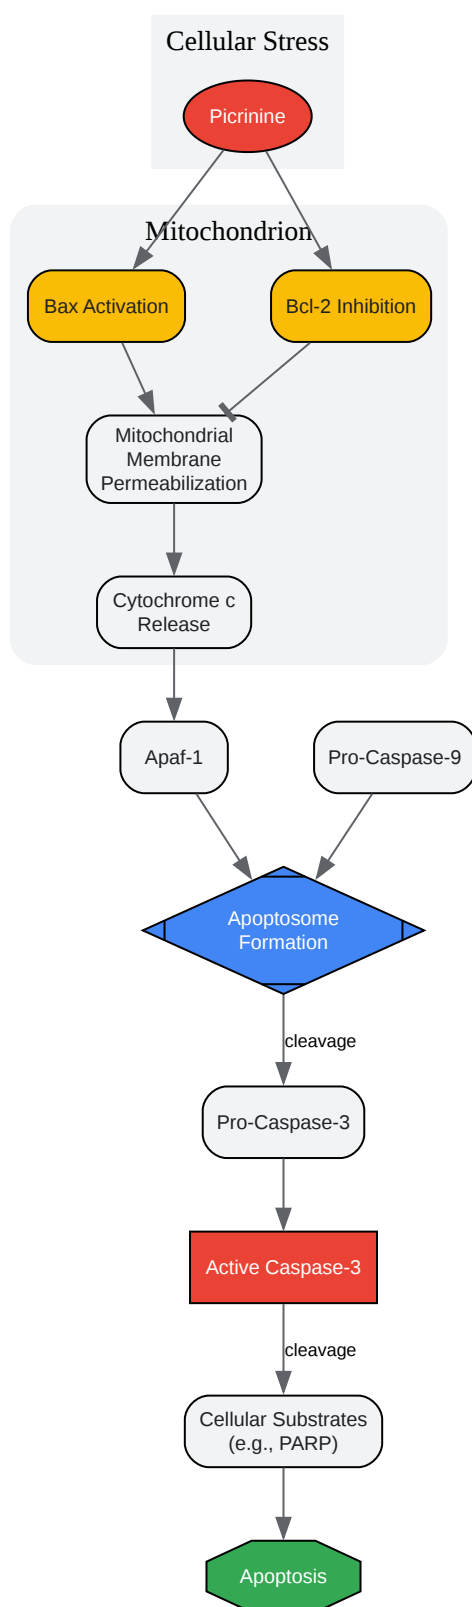 Cellular Stress
Picrinine
Mitochondrion
Bax Activation
Bcl-2 Inhibition
Mitochondrial
Membrane
Permeabilization
Cytochrome c
Release
Apaf-1
Pro-Caspase-9
Apoptosome
Formation
cleavage
Pro-Caspase-3
Active Caspase-3
cleavage
Cellular Substrates
(e.g., PARP)
Apoptosis